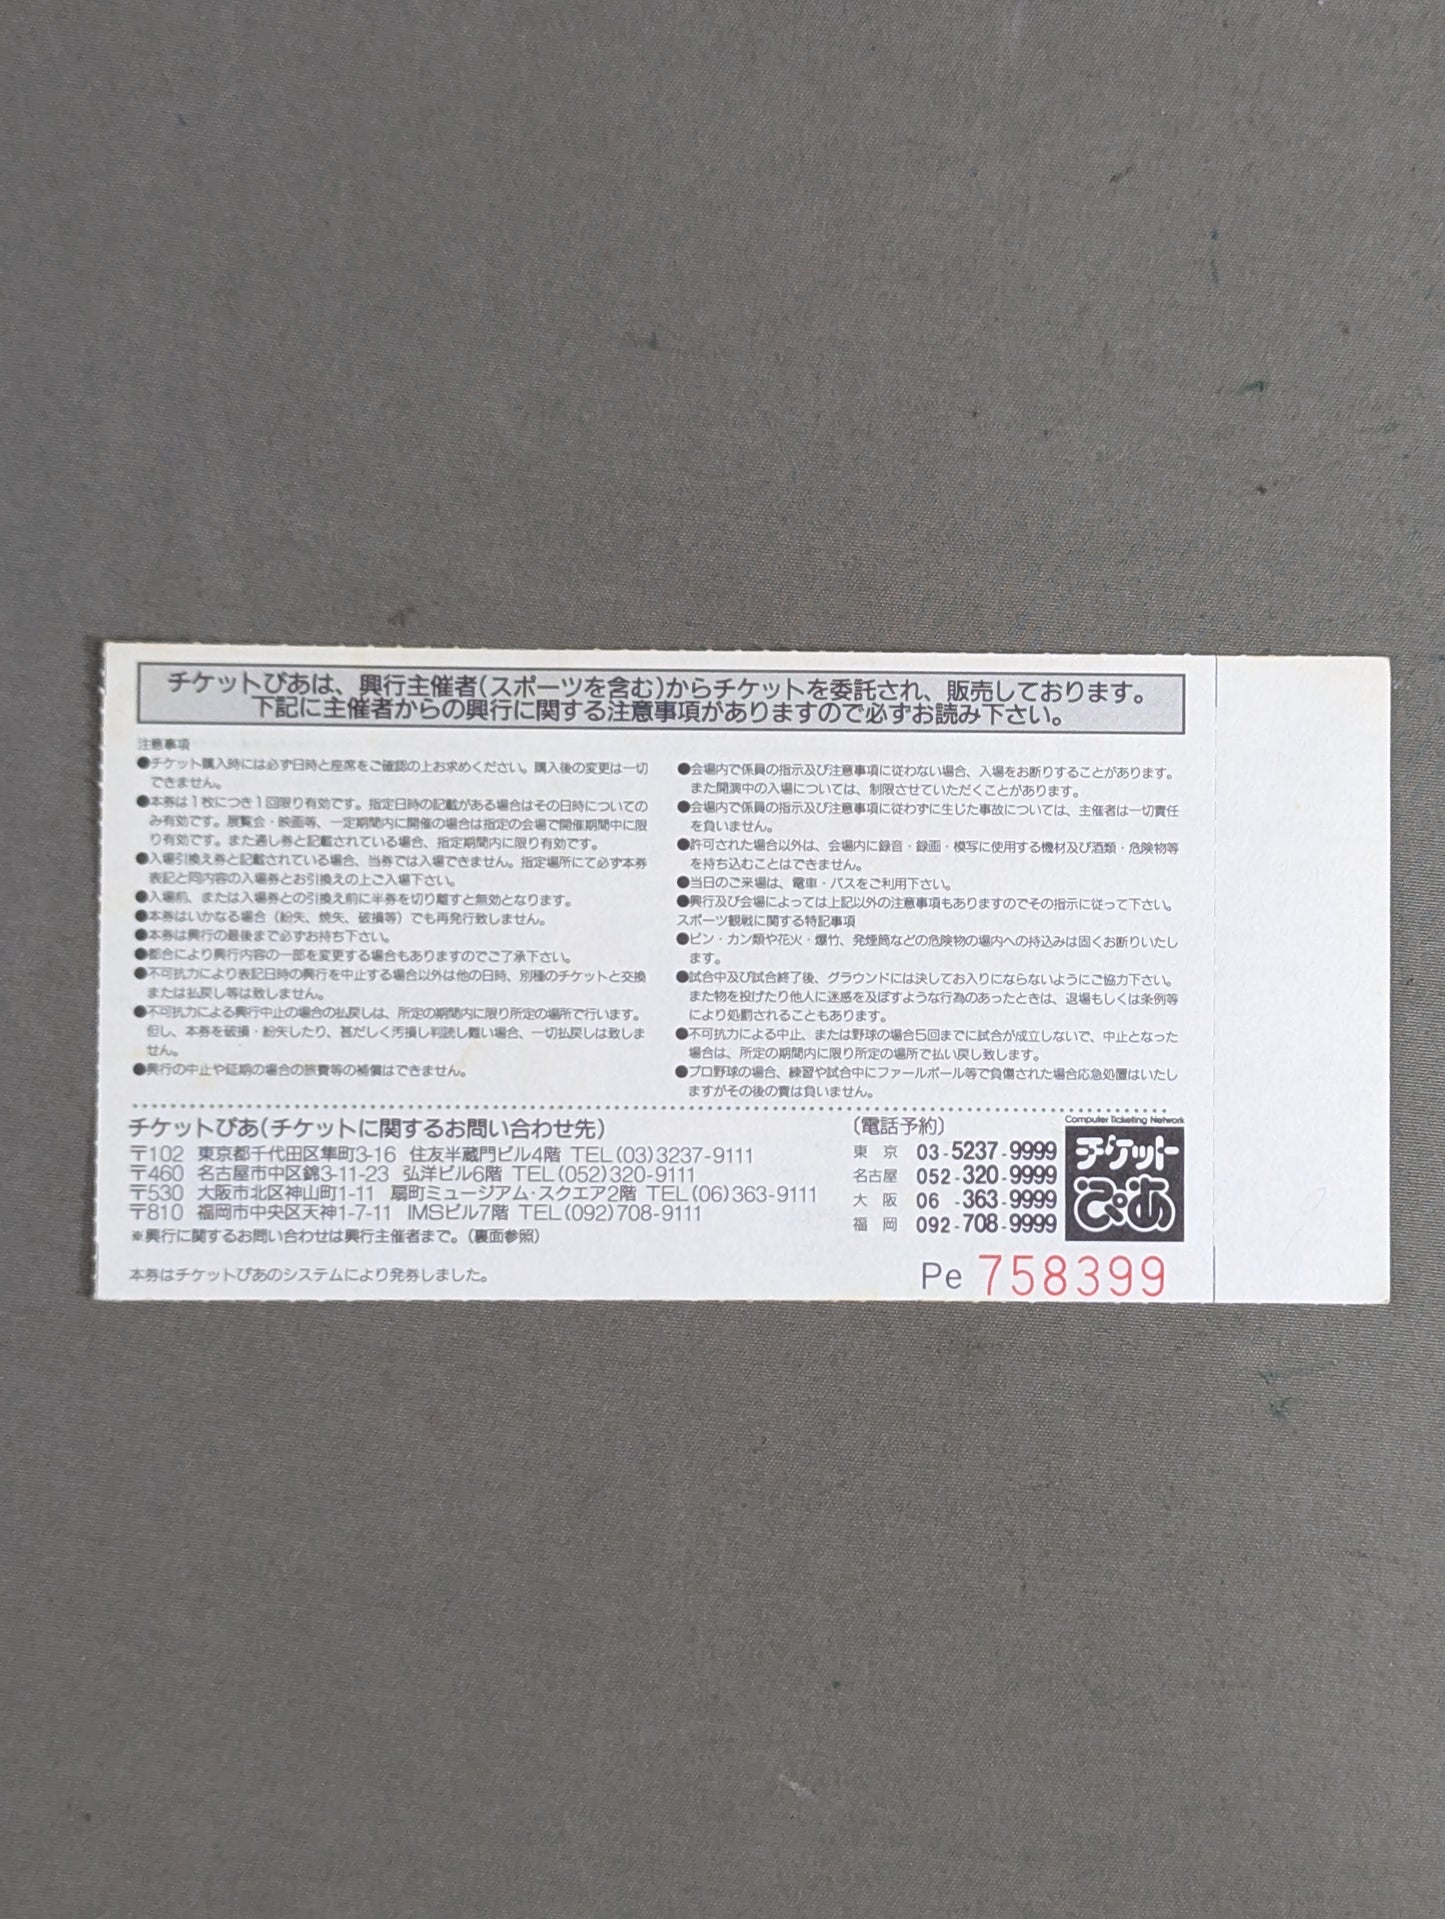 チケットぴあは、興行主催者(スポーツを含む)からチケットを委託され、販売しております。
下記に主催者からの興行に関する注意事項がありますので必ずお読み下さい。
注意事項
●チケット購入時には必ず日時と座席をご確認の上お求めください。購入後の変更は一切
できません。
●本券は1枚につき1回限り有効です。指定日時の記載がある場合はその日時についての
み有効です。展覧会・映画等、一定期間内に開催の場合は指定の会場で開催期間中に限
り有効です。また通し券と記載されている場合、指定期間内に限り有効です。
●入場引換え券と記載されている場合、当券では入場できません。指定場所にて必ず本券
表記と同内容の入場券とお引換えの上ご入場下さい。
●入場前、または入場券との引換え前に半券を切り離すと無効となります。
●本券はいかなる場合(紛失、焼失、破損等)でも再発行致しません。
●本券は興行の最後まで必ずお持ち下さい。
●都合により興行内容の一部を変更する場合もありますのでご了承下さい。
●不可抗力により表記日時の興行を中止する場合以外は他の日時、別種のチケットと交換
または払戻し等は致しません。
●不可抗力による興行中止の場合の払戻しは、所定の期間内に限り所定の場所で行います。
但し、本券を破損・紛失したり、甚だしく汚損し判読し難い場合、一切払戻しは致しま
せん。
●興行の中止や延期の場合の旅費等の補償はできません。
●会場内で係員の指示及び注意事項に従わない場合、入場をお断りすることがあります。
また開演中の入場については、制限させていただくことがあります。
●会場内で係員の指示及び注意事項に従わずに生じた事故については、主催者は一切責任
を負いません。
●許可された場合以外は、会場内に録音・録画・模写に使用する機材及び酒類・危険物等
を持ち込むことはできません。
●当日のご来場は、電車・バスをご利用下さい。
●興行及び会場によっては上記以外の注意事項もありますのでその指示に従って下さい。
スポーツ観戦に関する特記事項
●ビン・カン類や花火・爆竹、発煙筒などの危険物の場内への持込みは固くお断りいたし
ます。
●試合中及び試合終了後、グラウンドには決してお入りにならないようにご協力下さい。
また物を投げたり他人に迷惑を及ぼすような行為のあったときは、退場もしくは条例等
により処罰されることもあります。
●不可抗力による中止、または野球の場合5回までに試合が成立しないで、中止となった
場合は、所定の期間内に限り所定の場所で払い戻し致します。
●プロ野球の場合、練習や試合中にファールボール等で負傷された場合応急処置はいたし
ますがその後の責は負いません。
チケットぴあ(チケットに関するお問い合わせ先)
〒102 東京都千代田区隼町3-16 住友半蔵門ビル4階 TEL(03)3237-9111
〒460 名古屋市中区錦3-11-23 弘洋ビル6階 TEL(052)320-9111
〒530 大阪市北区神山町1-11 扇町ミュージアム・スクエア2階 TEL(06)363-9111
〒810 福岡市中央区天神1-7-11 IMSビル7階 TEL(092)708-9111
※興行に関するお問い合わせは興行主催者まで。(裏面参照)
本券はチケットぴあのシステムにより発券しました。
〔電話予約〕
東京 03-5237-9999
名古屋 052-320-9999
大阪 06-363-9999
福岡 092-708-9999
Computer Ticketing Network
チケット
ぴあ
Pe 758399